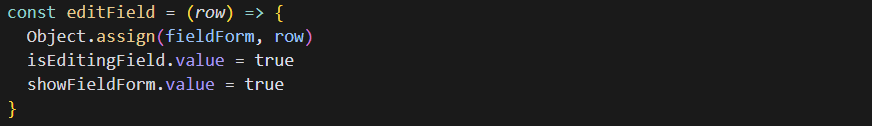 const editField = (row) => {
  Object.assign(fieldForm, row)
  isEditingField.value = true
  showFieldForm.value = true
}